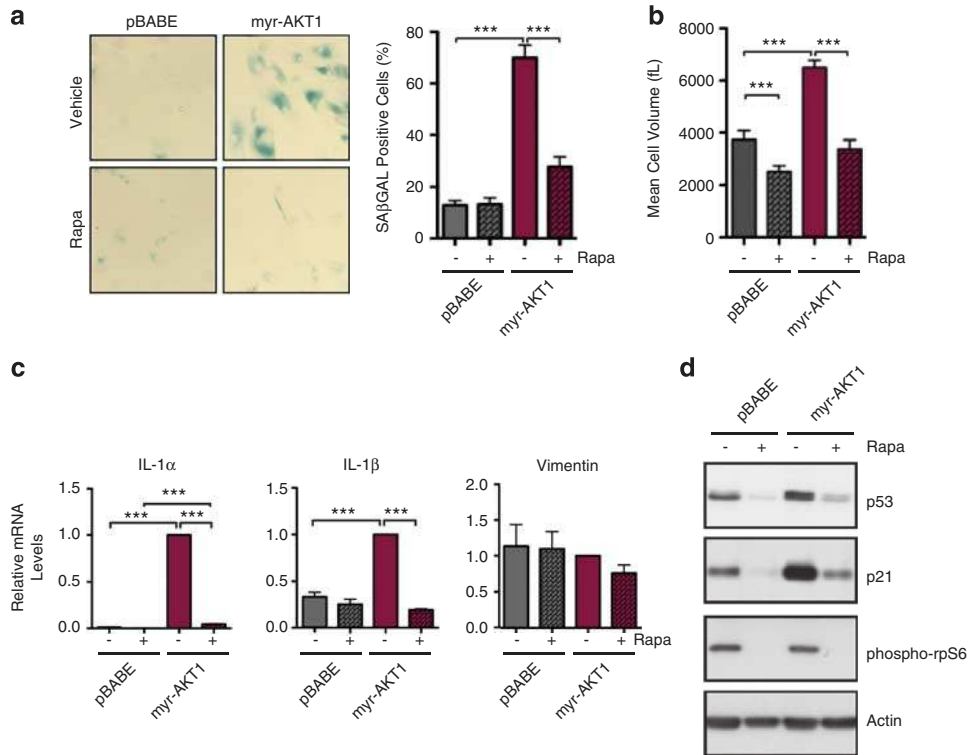 a
pBABE
myr-AKT1
Vehicle
Rapa
SAβGAL Positive Cells (%)
80
60
40
20
0
***
***
- + - + Rapa
pBABE
myr-AKT1
b
Mean Cell Volume (fL)
8000
6000
4000
2000
0
***
***
***
- + - + Rapa
pBABE
myr-AKT1
c
Relative mRNA
Levels
IL-1α
1.5
1.0
0.5
0.0
***
***
***
- + - +
pBABE
myr-AKT1
IL-1β
1.5
1.0
0.5
0.0
***
***
- + - +
pBABE
myr-AKT1
Vimentin
2.0
1.5
1.0
0.5
0.0
- + - + Rapa
pBABE
myr-AKT1
d
pBABE
myr-AKT1
- + - + Rapa
p53
p21
phospho-rpS6
Actin